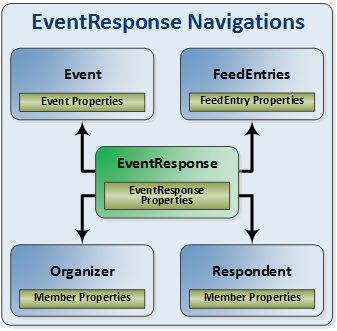 EventResponse Navigations
Event
Event Properties
FeedEntries
FeedEntry Properties
EventResponse
EventResponse
Properties
Organizer
Member Properties
Respondent
Member Properties